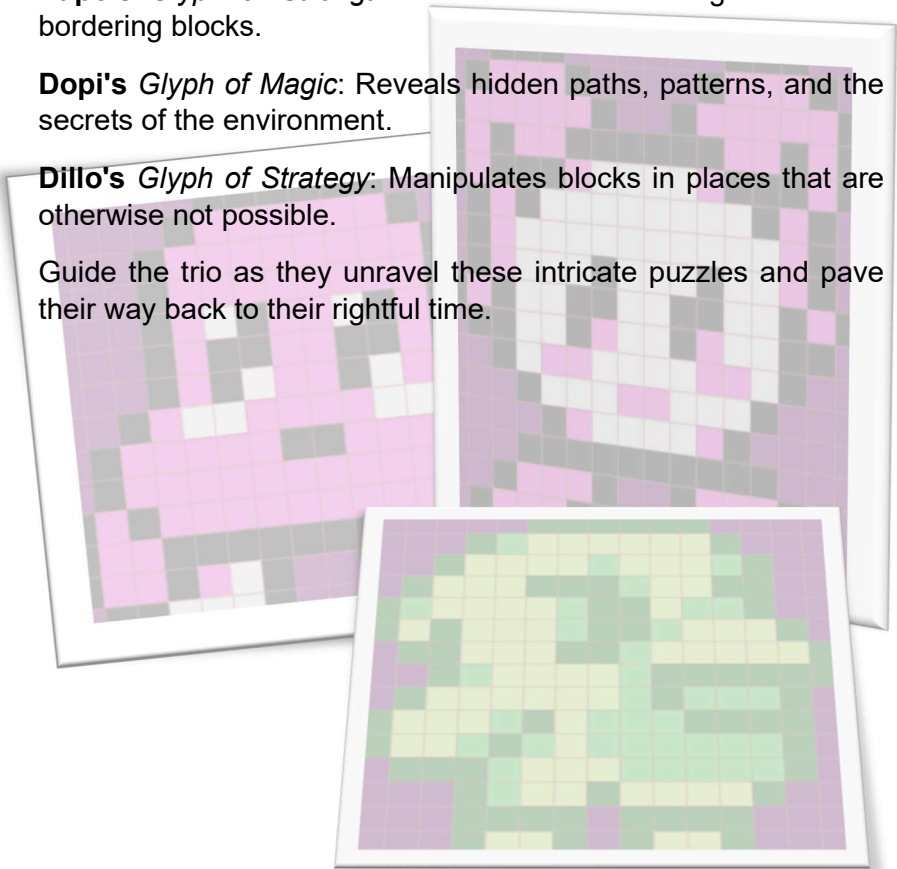 bordering blocks.
Dopi's Glyph of Magic: Reveals hidden paths, patterns, and the
secrets of the environment.
Dillo's Glyph of Strategy: Manipulates blocks in places that are
otherwise not possible.
Guide the trio as they unravel these intricate puzzles and pave
their way back to their rightful time.